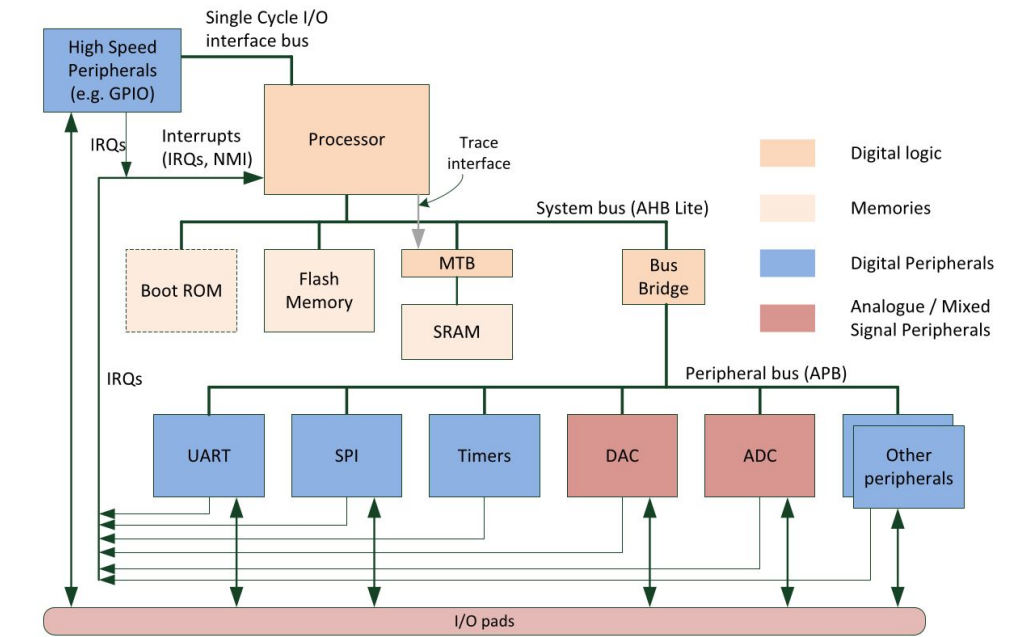 Single Cycle I/O
interface bus
High Speed
Peripherals
(e.g. GPIO)
IRQs
Interrupts
(IRQs, NMI)
Processor
Trace
interface
Digital logic
System bus (AHB Lite)
Memories
Boot ROM
Flash
Memory
MTB
SRAM
Bus
Bridge
Digital Peripherals
Analogue / Mixed
Signal Peripherals
IRQs
Peripheral bus (APB)
UART
SPI
Timers
DAC
ADC
Other
peripherals
I/O pads